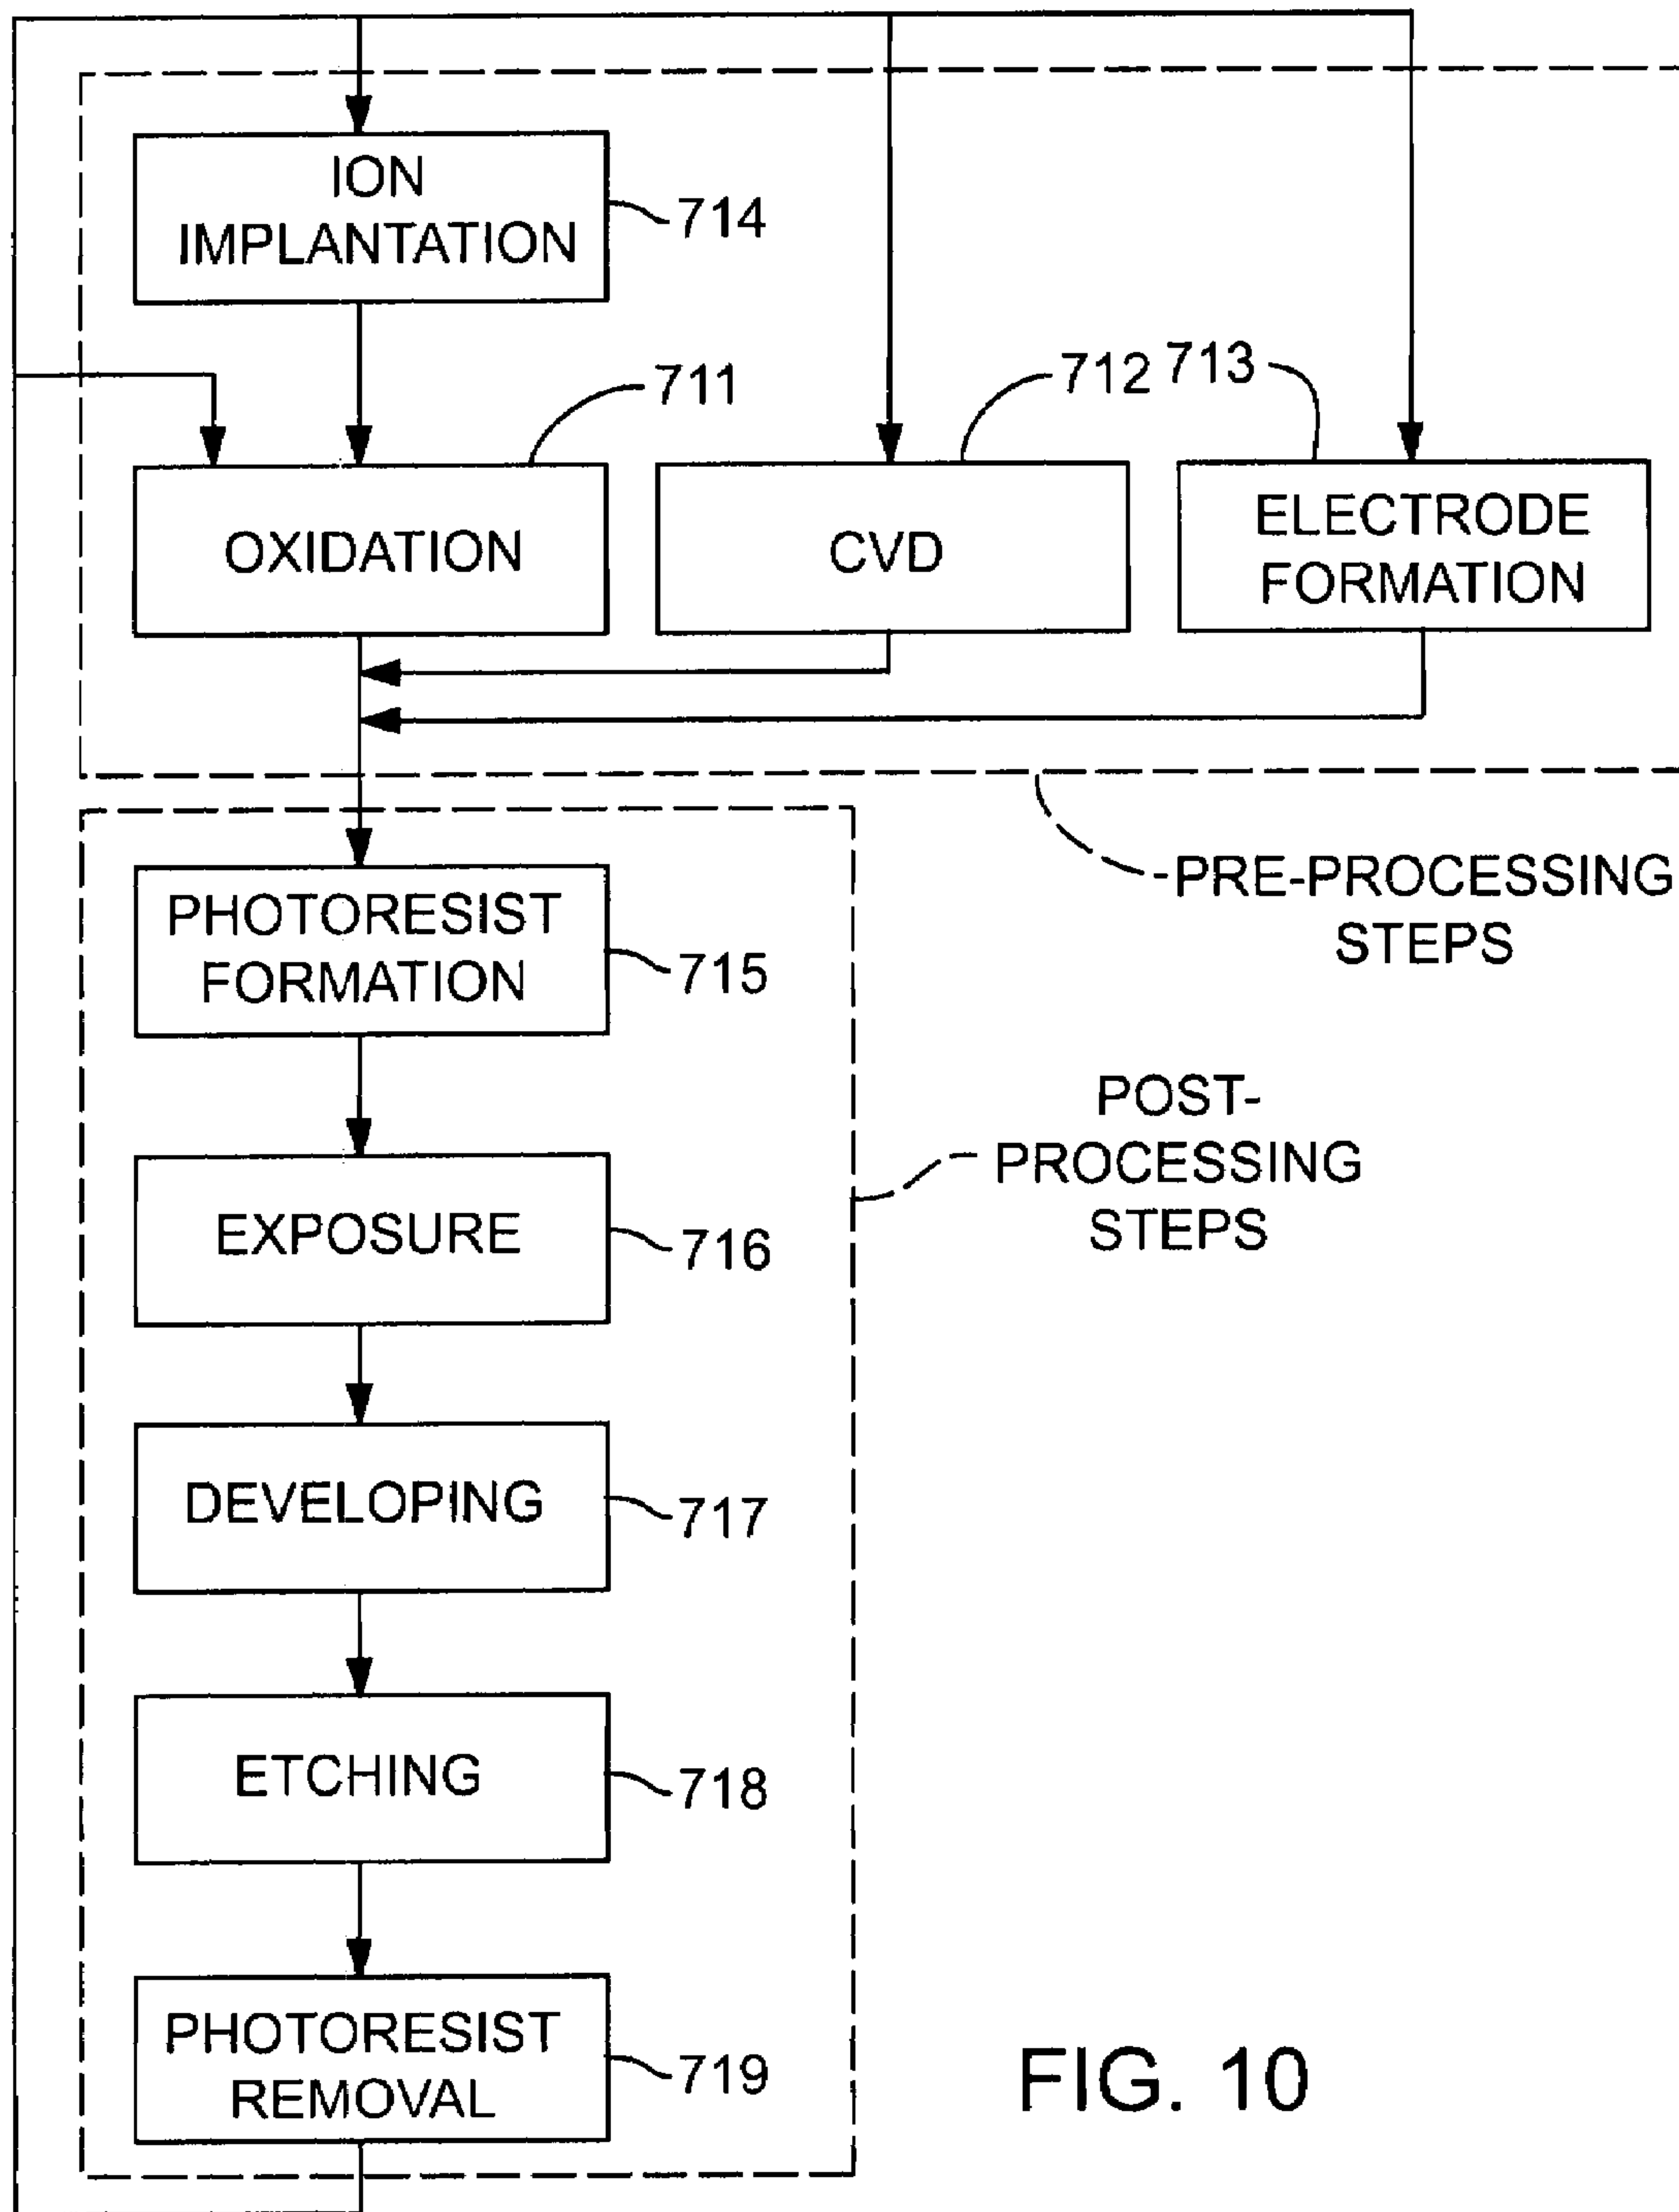 ION
IMPLANTATION
714
711
712
713
OXIDATION
CVD
ELECTRODE
FORMATION
PRE-PROCESSING
STEPS
PHOTORESIST
FORMATION
715
POST-
PROCESSING
STEPS
EXPOSURE
716
DEVELOPING
717
ETCHING
718
PHOTORESIST
REMOVAL
719
FIG. 10